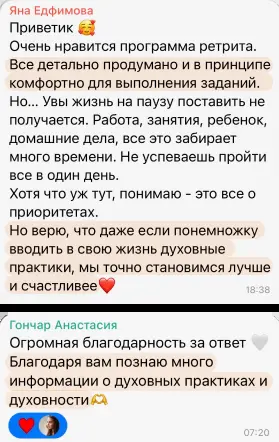 Яна Едфимова
Приветик 🥰
Очень нравится программа ретрита.
Все детально продумано и в принципе
комфортно для выполнения заданий.
Но... Увы жизнь на паузу поставить не
получается. Работа, занятия, ребенок,
домашние дела, все это забирает
много времени. Не успеваешь пройти
все в один день.
Хотя что уж тут, понимаю - это все о
приоритетах.
Но верю, что даже если понемножку
вводить в свою жизнь духовные
практики, мы точно становимся лучше
и счастливее❤️
18:38
Гончар Анастасия
Огромная благодарность за ответ 🤍
Благодаря вам познаю много
информации о духовных практиках и
духовности🫶
07:20